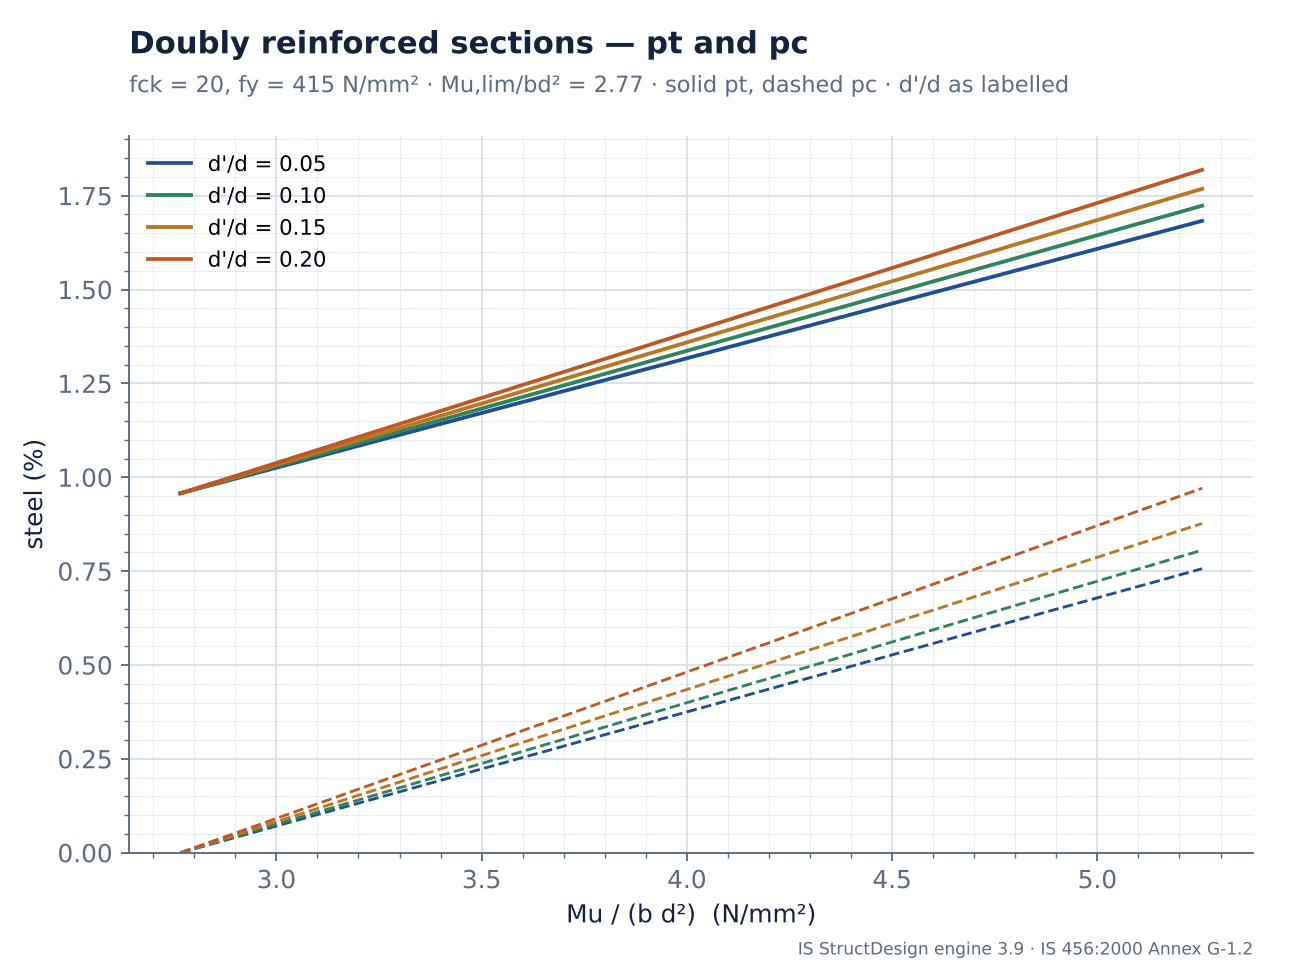 Doubly reinforced sections — pt and pc
fck = 20, fy = 415 N/mm² · Mu,lim/bd² = 2.77 · solid pt, dashed pc · d'/d as labelled
d'/d = 0.05
d'/d = 0.10
d'/d = 0.15
d'/d = 0.20
steel (%)
1.75
1.50
1.25
1.00
0.75
0.50
0.25
0.00
3.0 3.5 4.0 4.5 5.0
Mu / (b d²) (N/mm²)
IS StructDesign engine 3.9 · IS 456:2000 Annex G-1.2